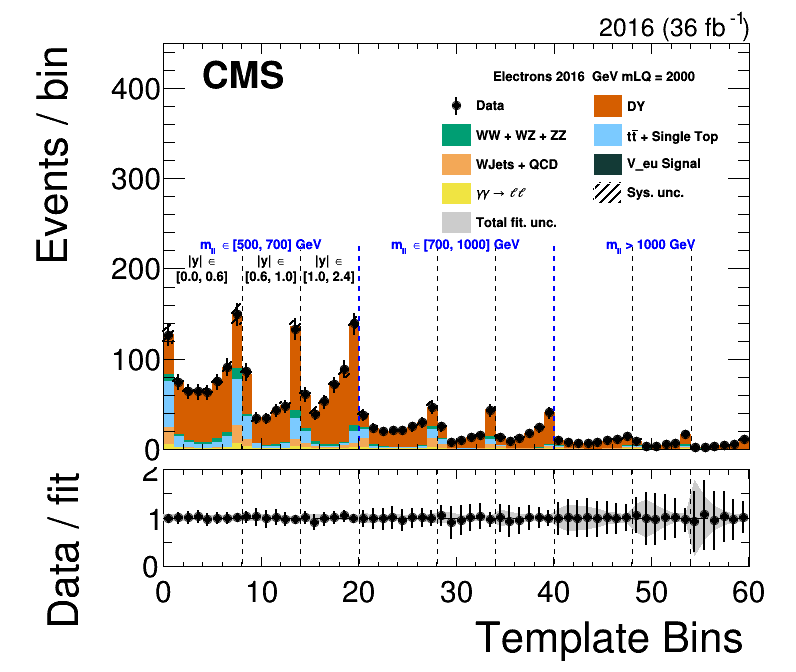 2016 (36 fb⁻¹)
CMS
Electrons 2016 GeV mLQ = 2000
Data
DY
WW + WZ + ZZ
tt̄ + Single Top
WJets + QCD
V_eu Signal
γγ → ℓℓ
Sys. unc.
Total fit. unc.
m_ll ∈ [500, 700] GeV
m_ll ∈ [700, 1000] GeV
m_ll > 1000 GeV
|y| ∈ [0.0, 0.6]
|y| ∈ [0.6, 1.0]
|y| ∈ [1.0, 2.4]
Events / bin
400
300
200
100
0
Data / fit
2
1
0
0 10 20 30 40 50 60
Template Bins